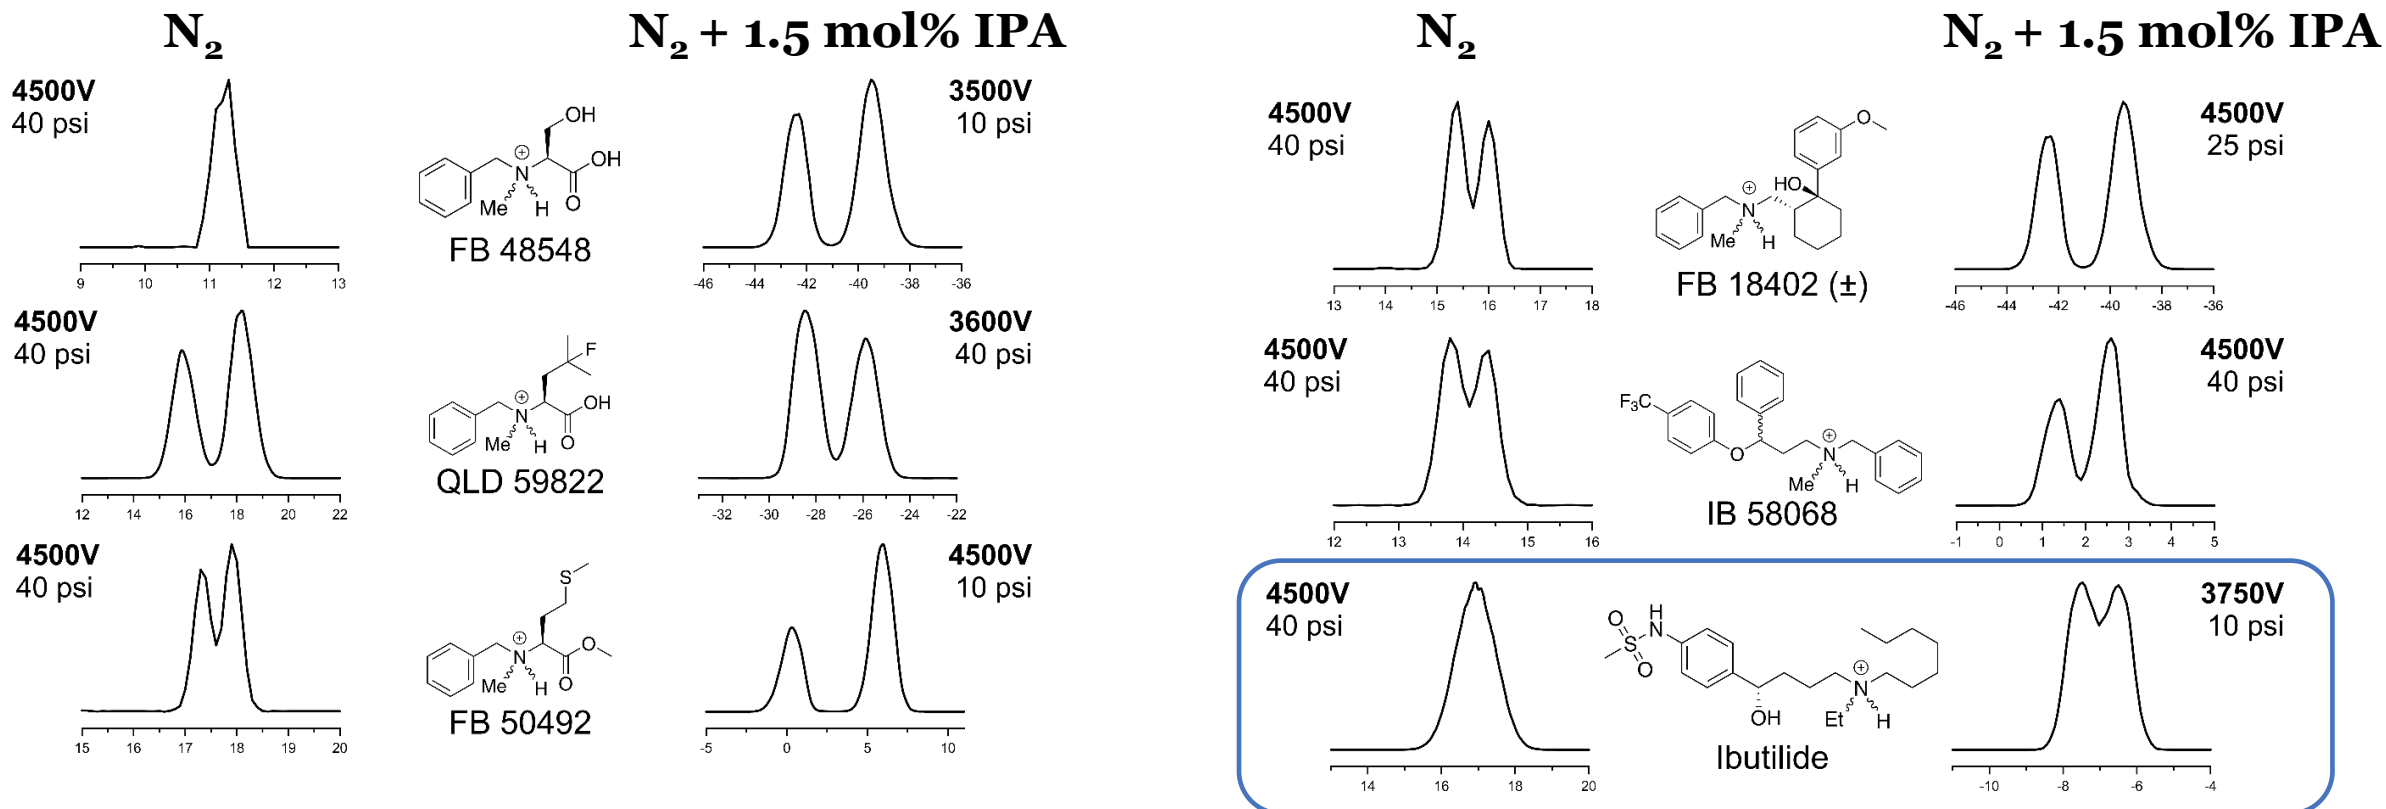 N₂
N₂ + 1.5 mol% IPA
4500V
40 psi
OH
⊕
N
OH
Me
H
O
FB 48548
3500V
10 psi
9 10 11 12 13
-46 -44 -42 -40 -38 -36
4500V
40 psi
F
⊕
N
OH
Me
H
O
QLD 59822
3600V
40 psi
12 14 16 18 20 22
-32 -30 -28 -26 -24 -22
4500V
40 psi
S
⊕
N
O
Me
H
O
FB 50492
4500V
10 psi
15 16 17 18 19 20
-5 0 5 10
N₂
N₂ + 1.5 mol% IPA
4500V
40 psi
O
HO
⊕
N
Me
H
FB 18402 (±)
4500V
25 psi
13 14 15 16 17 18
-46 -44 -42 -40 -38 -36
4500V
40 psi
F₃C
O
⊕
N
Me
H
IB 58068
4500V
40 psi
12 13 14 15 16
-1 0 1 2 3 4 5
4500V
40 psi
O
S
O
H
N
OH
⊕
N
Et
H
Ibutilide
3750V
10 psi
14 16 18 20
-10 -8 -6 -4